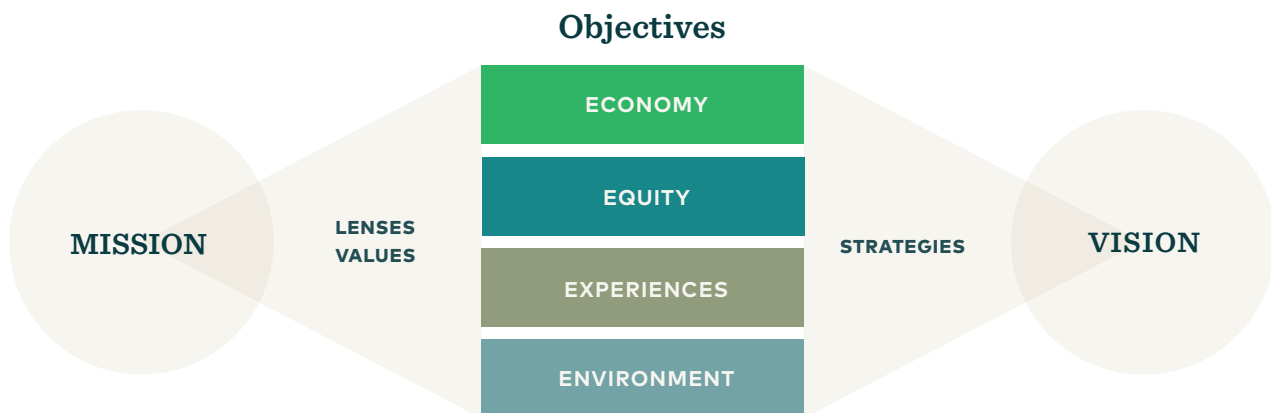 Objectives
ECONOMY
EQUITY
EXPERIENCES
ENVIRONMENT
MISSION
LENSES
VALUES
STRATEGIES
VISION